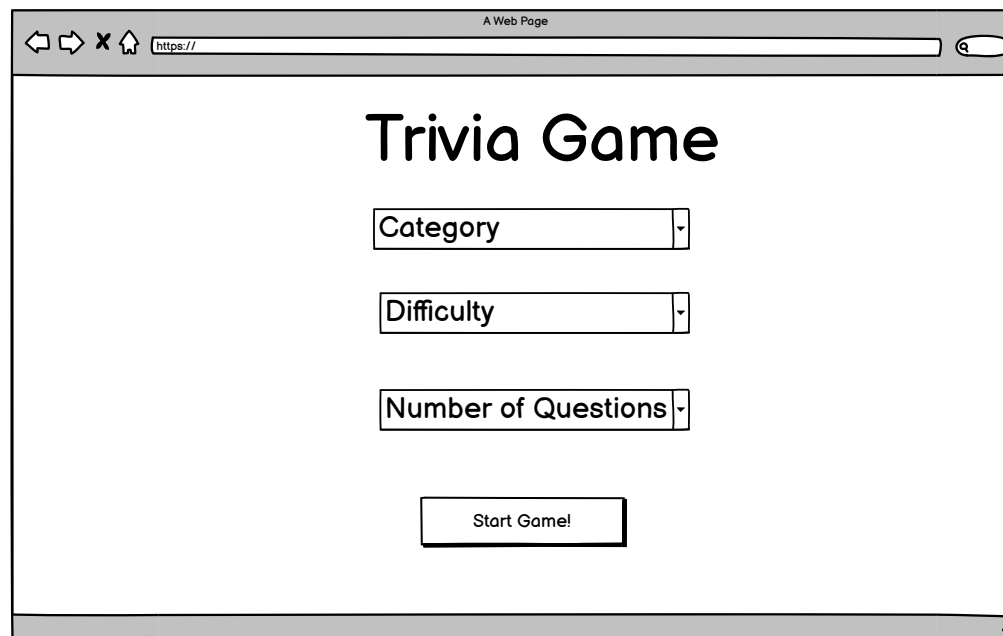 A Web Page
https://
Trivia Game
Category
Difficulty
Number of Questions
Start Game!